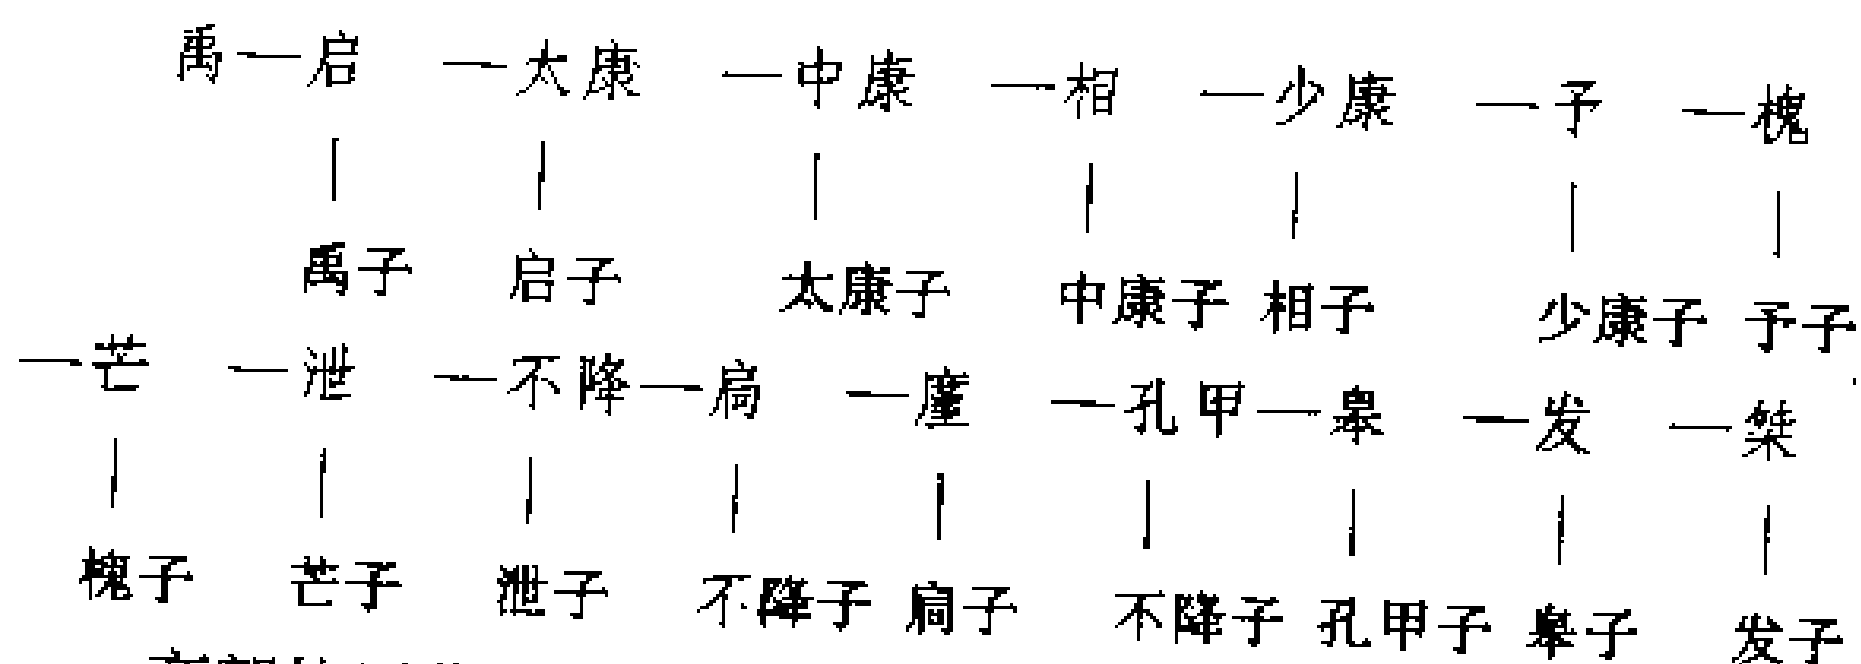 禹—启—太康—中康—相—少康—予—槐
禹子 启子 太康子 中康子 相子 少康子 予子
—芒—泄—不降—扃—廑—孔甲—皋—发—桀
槐子 芒子 泄子 不降子 扃子 不降子 孔甲子 皋子 发子